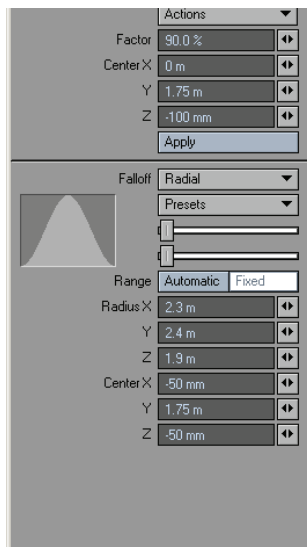 Actions
Factor 90.0 %
Center X 0 m
Y 1.75 m
Z -100 mm
Apply
Falloff Radial
Presets
Range Automatic Fixed
Radius X 2.3 m
Y 2.4 m
Z 1.9 m
Center X -50 mm
Y 1.75 m
Z -50 mm